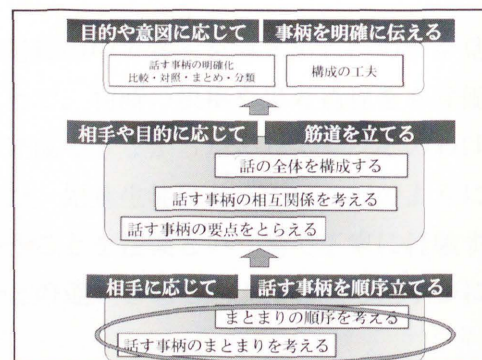 目的や意図に応じて　事柄を明確に伝える
話す事柄の明確化
比較・対照・まとめ・分類
構成の工夫
相手や目的に応じて　筋道を立てる
話の全体を構成する
話す事柄の相互関係を考える
話す事柄の要点をとらえる
相手に応じて　話す事柄を順序立てる
まとまりの順序を考える
話す事柄のまとまりを考える